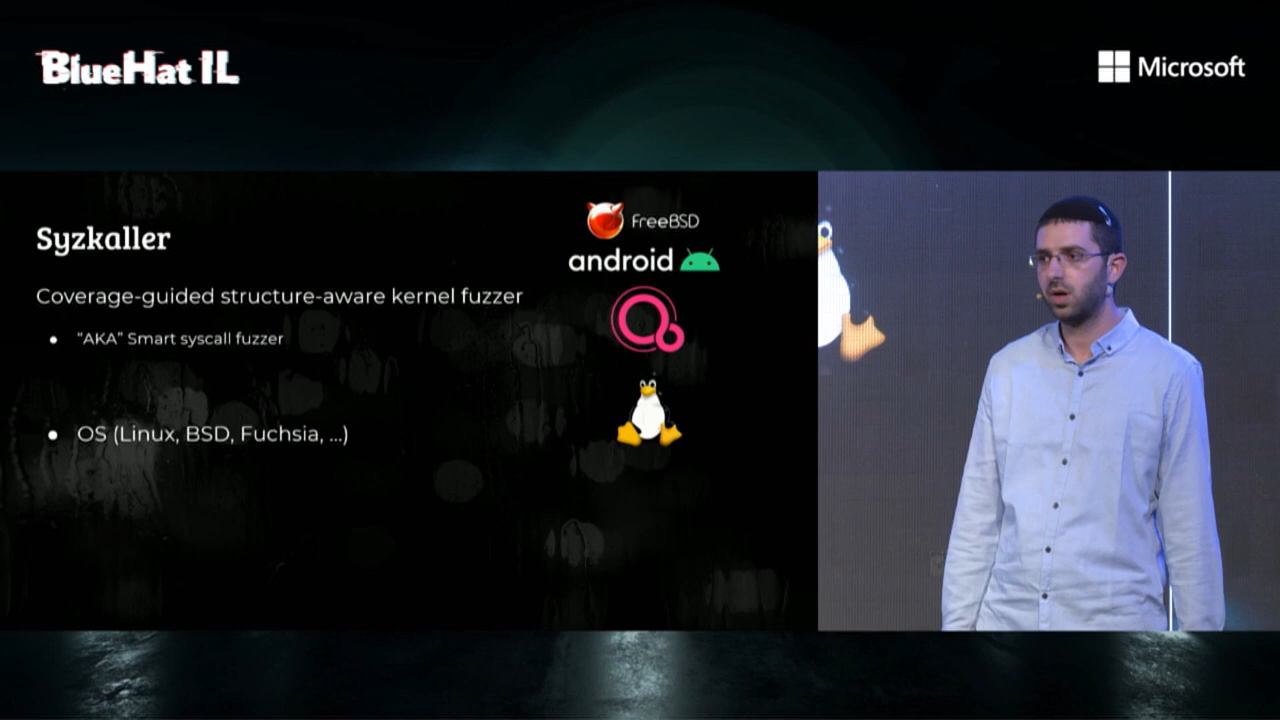 BlueHat IL
Microsoft
Syzkaller
FreeBSD
android
Coverage-guided structure-aware kernel fuzzer
● "AKA" Smart syscall fuzzer
● OS (Linux, BSD, Fuchsia, ...)